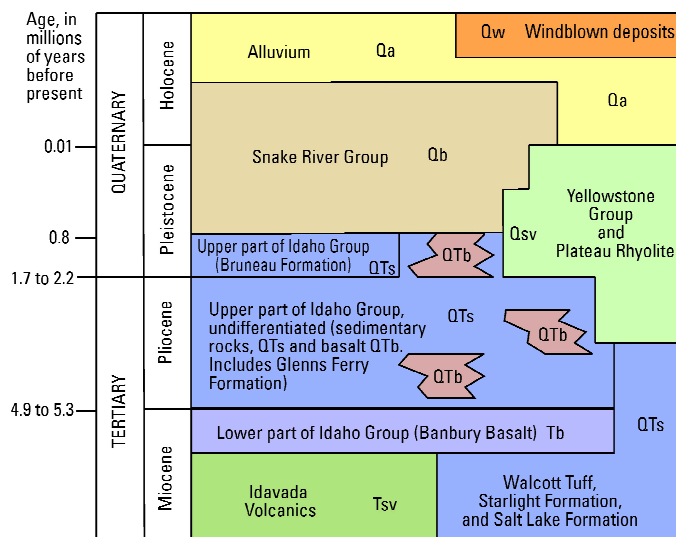 Age, in
millions
of years
before
present
0.01
0.8
1.7 to 2.2
4.9 to 5.3
QUATERNARY
TERTIARY
Holocene
Pleistocene
Pliocene
Miocene
Alluvium Qa
Qw Windblown deposits
Qa
Snake River Group Qb
Yellowstone
Group
and
Plateau Rhyolite
Qsv
Upper part of Idaho Group
(Bruneau Formation) QTs
QTb
Upper part of Idaho Group,
undifferentiated (sedimentary
rocks, QTs and basalt QTb.
Includes Glenns Ferry
Formation)
QTs
QTb
QTb
QTs
Lower part of Idaho Group (Banbury Basalt) Tb
Idavada
Volcanics Tsv
Walcott Tuff,
Starlight Formation,
and Salt Lake Formation